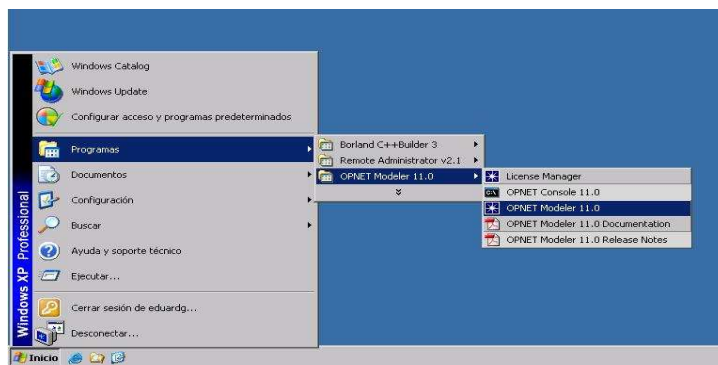 Windows Catalog
Windows Update
Configurar acceso y programas predeterminados
Programas
Documentos
Configuración
Buscar
Ayuda y soporte técnico
Ejecutar...
Cerrar sesión de eduardg...
Desconectar...
Windows XP Professional
Inicio
Borland C++Builder 3
Remote Administrator v2.1
OPNET Modeler 11.0
License Manager
OPNET Console 11.0
OPNET Modeler 11.0
OPNET Modeler 11.0 Documentation
OPNET Modeler 11.0 Release Notes